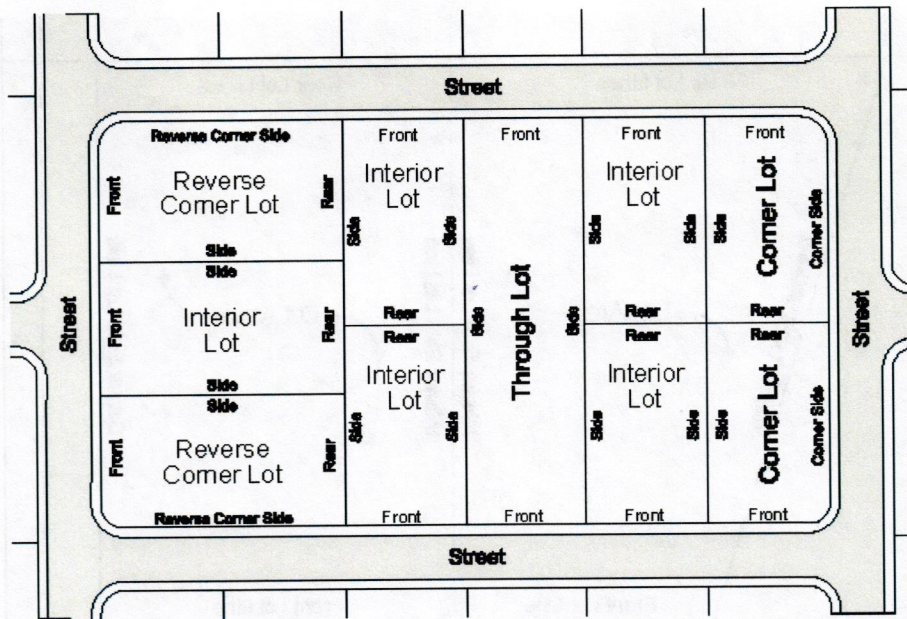 Street
Reverse Corner Side
Front
Front
Front
Front
Front
Reverse
Corner Lot
Rear
Interior
Lot
Interior
Lot
Corner Lot
Corner Side
Side
Side
Side
Side
Side
Side
Side
Front
Interior
Lot
Rear
Side
Rear
Rear
Side
Through Lot
Side
Rear
Rear
Rear
Rear
Street
Street
Side
Side
Front
Reverse
Corner Lot
Rear
Interior
Lot
Side
Side
Interior
Lot
Side
Side
Side
Corner Lot
Corner Side
Reverse Corner Side
Front
Front
Front
Front
Street